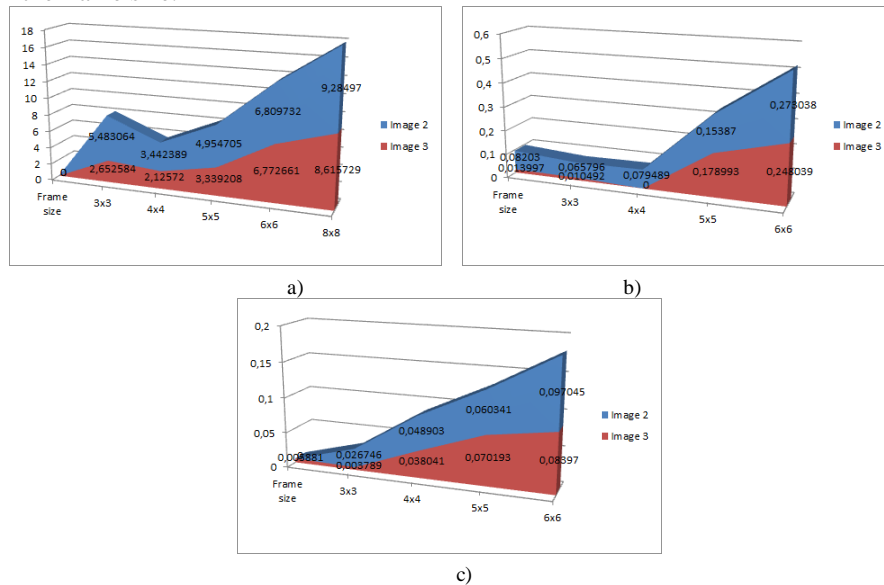 18
16
14
12
10
8
6
4
2
0
0
5,483064
3,442389
4,954705
6,809732
9,28497
2,652584
2,12572
3,339208
6,772661
8,615729
Frame size
3x3
4x4
5x5
6x6
8x8
Image 2
Image 3
a)
0,6
0,5
0,4
0,3
0,2
0,1
0
0,08203
0,065796
0,079489
0,15387
0,273038
0,013997
0,010492
0
0,178993
0,248039
Frame size
3x3
4x4
5x5
6x6
Image 2
Image 3
b)
0,2
0,15
0,1
0,05
0
0,026746
0,048903
0,060341
0,097045
0,003789
0,038041
0,070193
0,08397
Frame size
3x3
4x4
5x5
6x6
Image 2
Image 3
c)